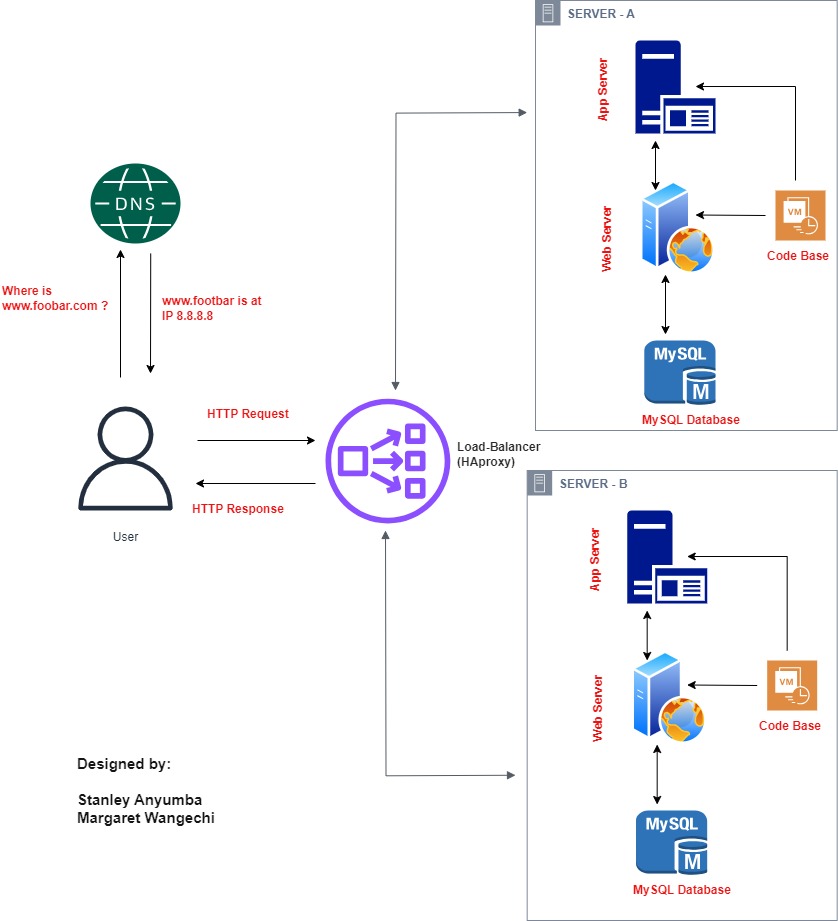 SERVER - A
App Server
Web Server
VM
Code Base
MySQL
M
MySQL Database
DNS
Where is
www.foobar.com ?
www.footbar is at
IP 8.8.8.8
HTTP Request
HTTP Response
User
Load-Balancer
(HAproxy)
SERVER - B
App Server
Web Server
VM
Code Base
MySQL
M
MySQL Database
Designed by:
Stanley Anyumba
Margaret Wangechi